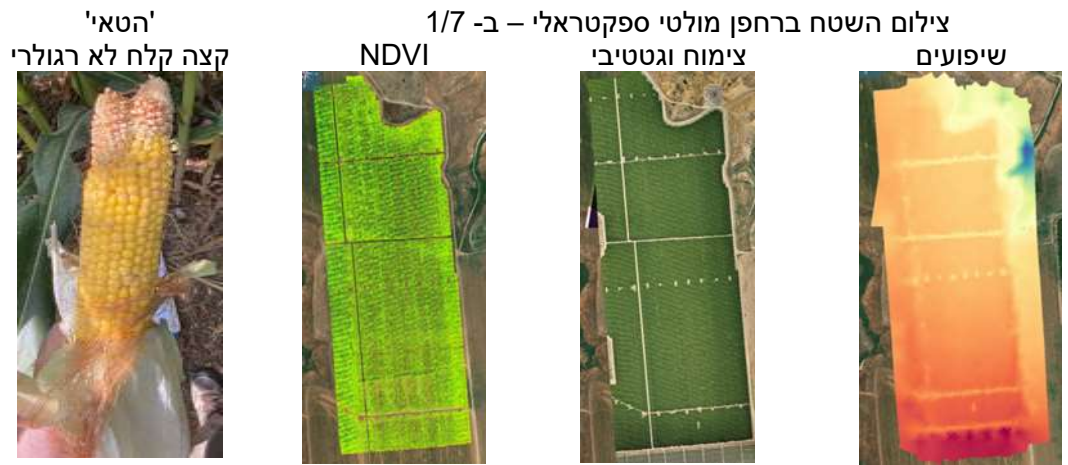 צילום השטח ברחפן מולטי ספקטראלי – ב- 1/7
שיפועים
צימוח וגטטיבי
NDVI
'הטאי'
קצה קלח לא רגולרי